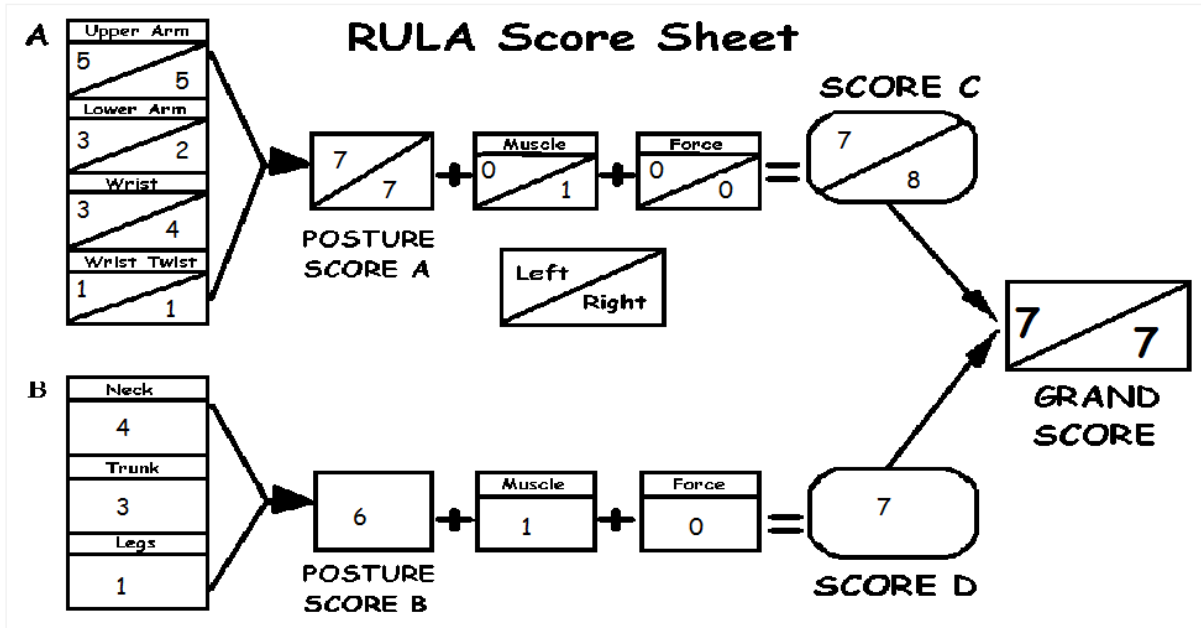 A
RULA Score Sheet
Upper Arm
5
5
Lower Arm
3
2
Wrist
3
4
Wrist Twist
1
1
7
7
POSTURE
SCORE A
Muscle
0
1
Force
0
0
SCORE C
7
8
Left
Right
7
7
GRAND
SCORE
B
Neck
4
Trunk
3
Legs
1
6
POSTURE
SCORE B
Muscle
1
Force
0
7
SCORE D